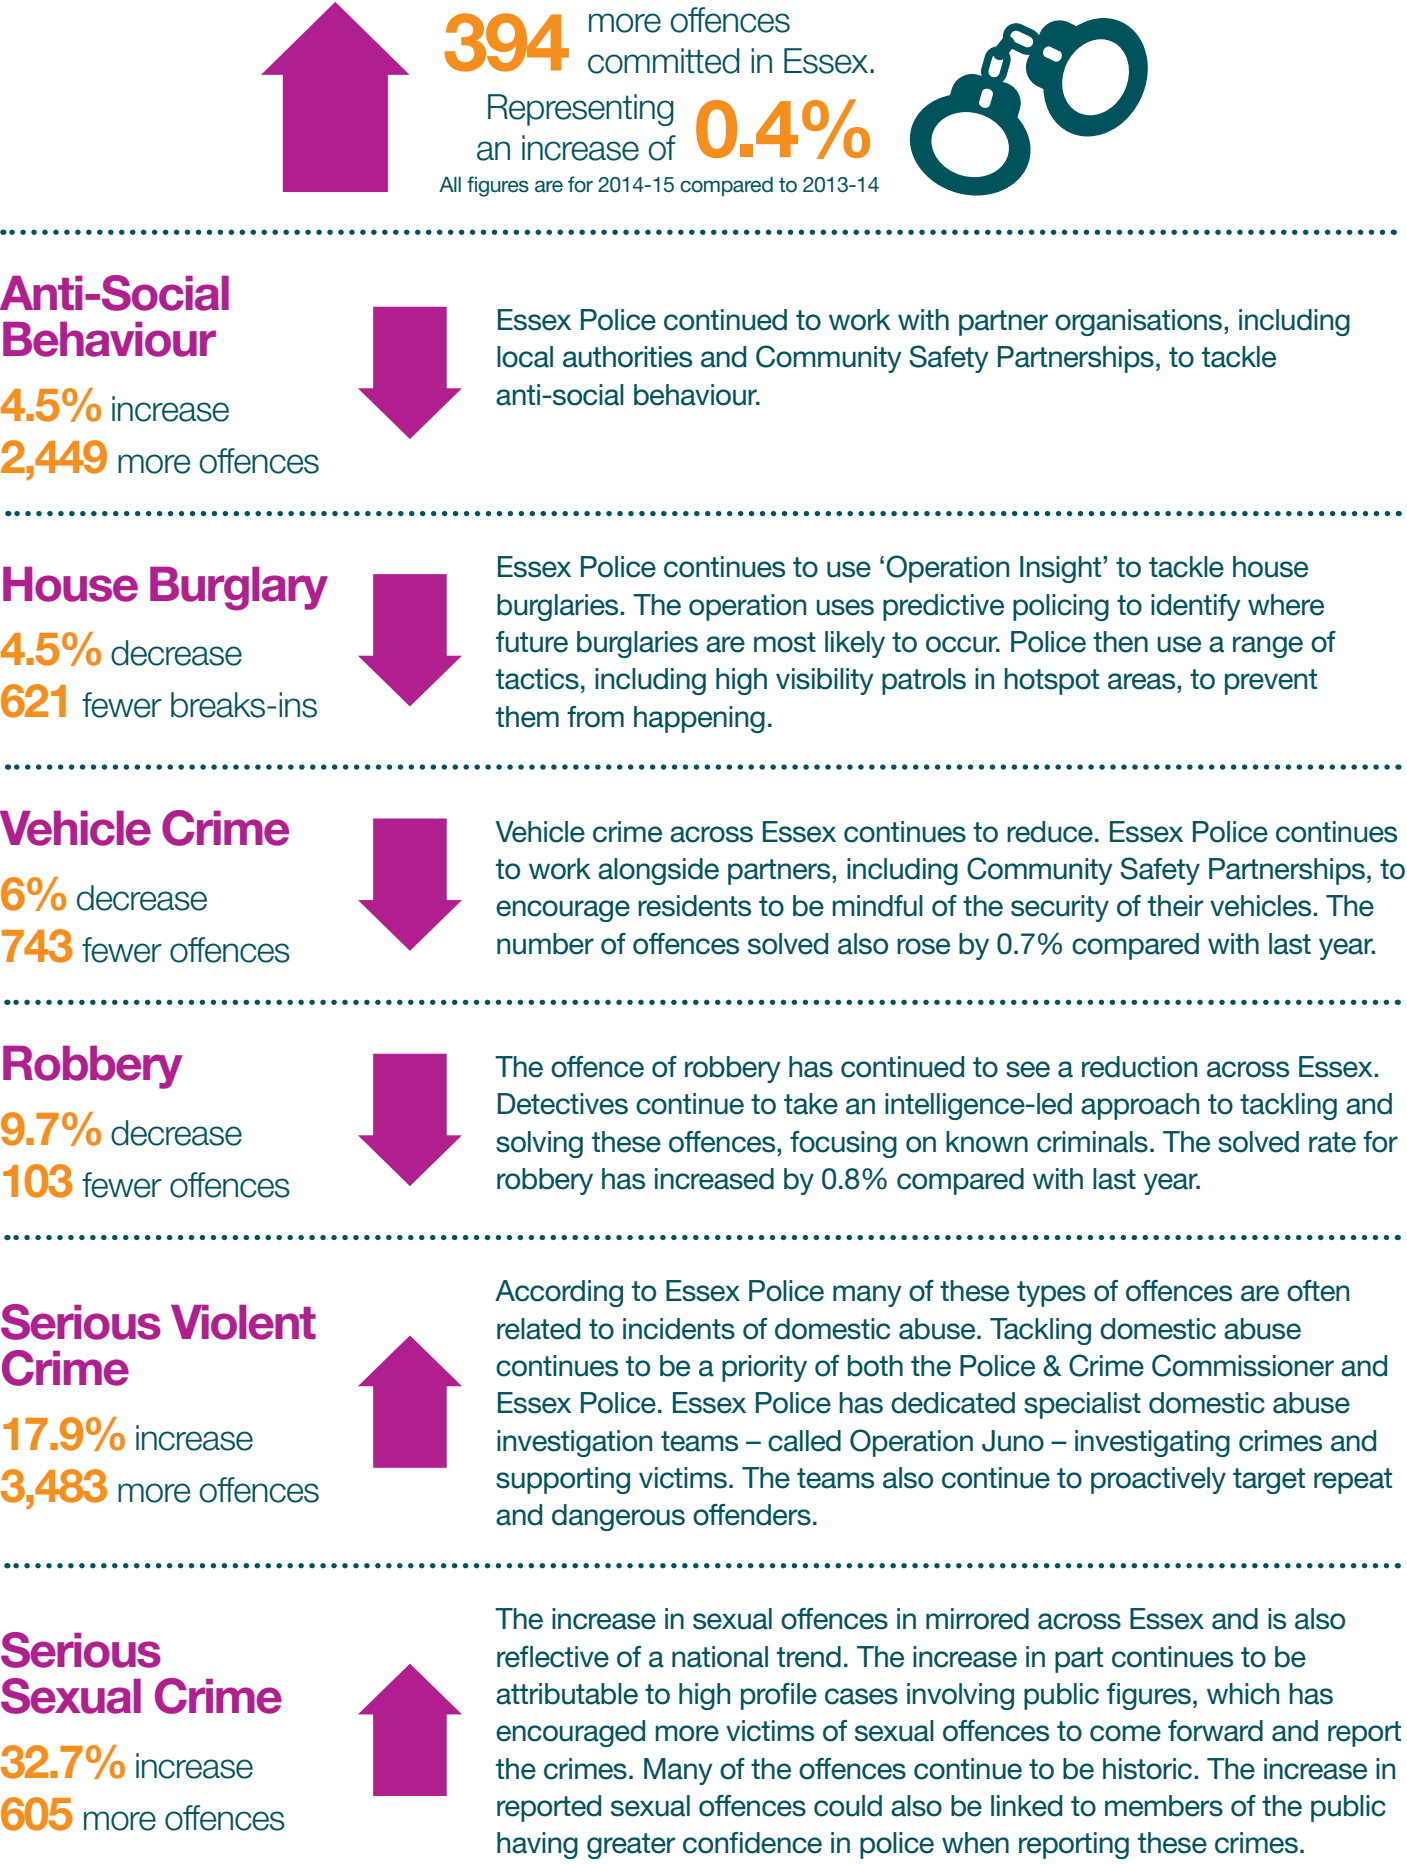 394 more offences
committed in Essex.
Representing
an increase of 0.4%
All figures are for 2014-15 compared to 2013-14
Anti-Social
Behaviour
4.5% increase
2,449 more offences
Essex Police continued to work with partner organisations, including
local authorities and Community Safety Partnerships, to tackle
anti-social behaviour.
House Burglary
4.5% decrease
621 fewer breaks-ins
Essex Police continues to use ‘Operation Insight’ to tackle house
burglaries. The operation uses predictive policing to identify where
future burglaries are most likely to occur. Police then use a range of
tactics, including high visibility patrols in hotspot areas, to prevent
them from happening.
Vehicle Crime
6% decrease
743 fewer offences
Vehicle crime across Essex continues to reduce. Essex Police continues
to work alongside partners, including Community Safety Partnerships, to
encourage residents to be mindful of the security of their vehicles. The
number of offences solved also rose by 0.7% compared with last year.
Robbery
9.7% decrease
103 fewer offences
The offence of robbery has continued to see a reduction across Essex.
Detectives continue to take an intelligence-led approach to tackling and
solving these offences, focusing on known criminals. The solved rate for
robbery has increased by 0.8% compared with last year.
Serious Violent
Crime
17.9% increase
3,483 more offences
According to Essex Police many of these types of offences are often
related to incidents of domestic abuse. Tackling domestic abuse
continues to be a priority of both the Police & Crime Commissioner and
Essex Police. Essex Police has dedicated specialist domestic abuse
investigation teams – called Operation Juno – investigating crimes and
supporting victims. The teams also continue to proactively target repeat
and dangerous offenders.
Serious
Sexual Crime
32.7% increase
605 more offences
The increase in sexual offences in mirrored across Essex and is also
reflective of a national trend. The increase in part continues to be
attributable to high profile cases involving public figures, which has
encouraged more victims of sexual offences to come forward and report
the crimes. Many of the offences continue to be historic. The increase in
reported sexual offences could also be linked to members of the public
having greater confidence in police when reporting these crimes.